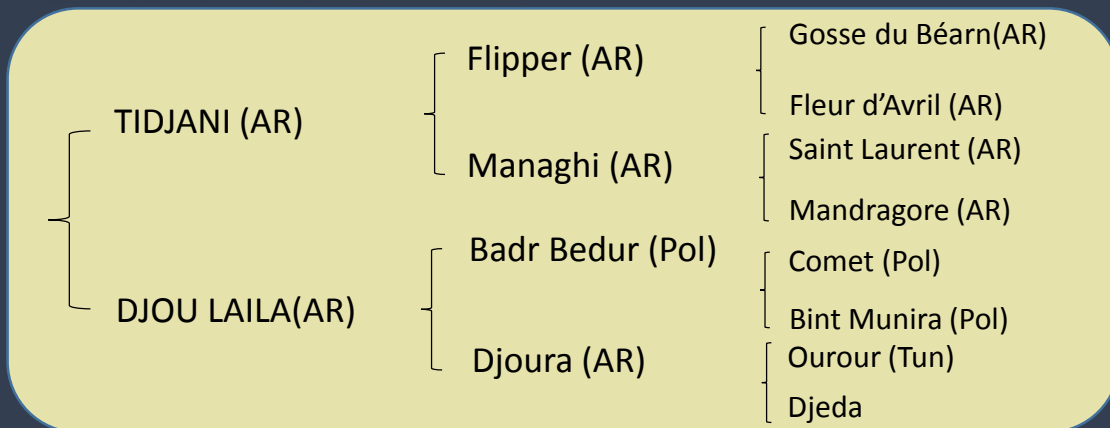 TIDJANI (AR)
DJOU LAILA(AR)
Flipper (AR)
Managhi (AR)
Badr Bedur (Pol)
Djoura (AR)
Gosse du Béarn(AR)
Fleur d’Avril (AR)
Saint Laurent (AR)
Mandragore (AR)
Comet (Pol)
Bint Munira (Pol)
Ourour (Tun)
Djeda